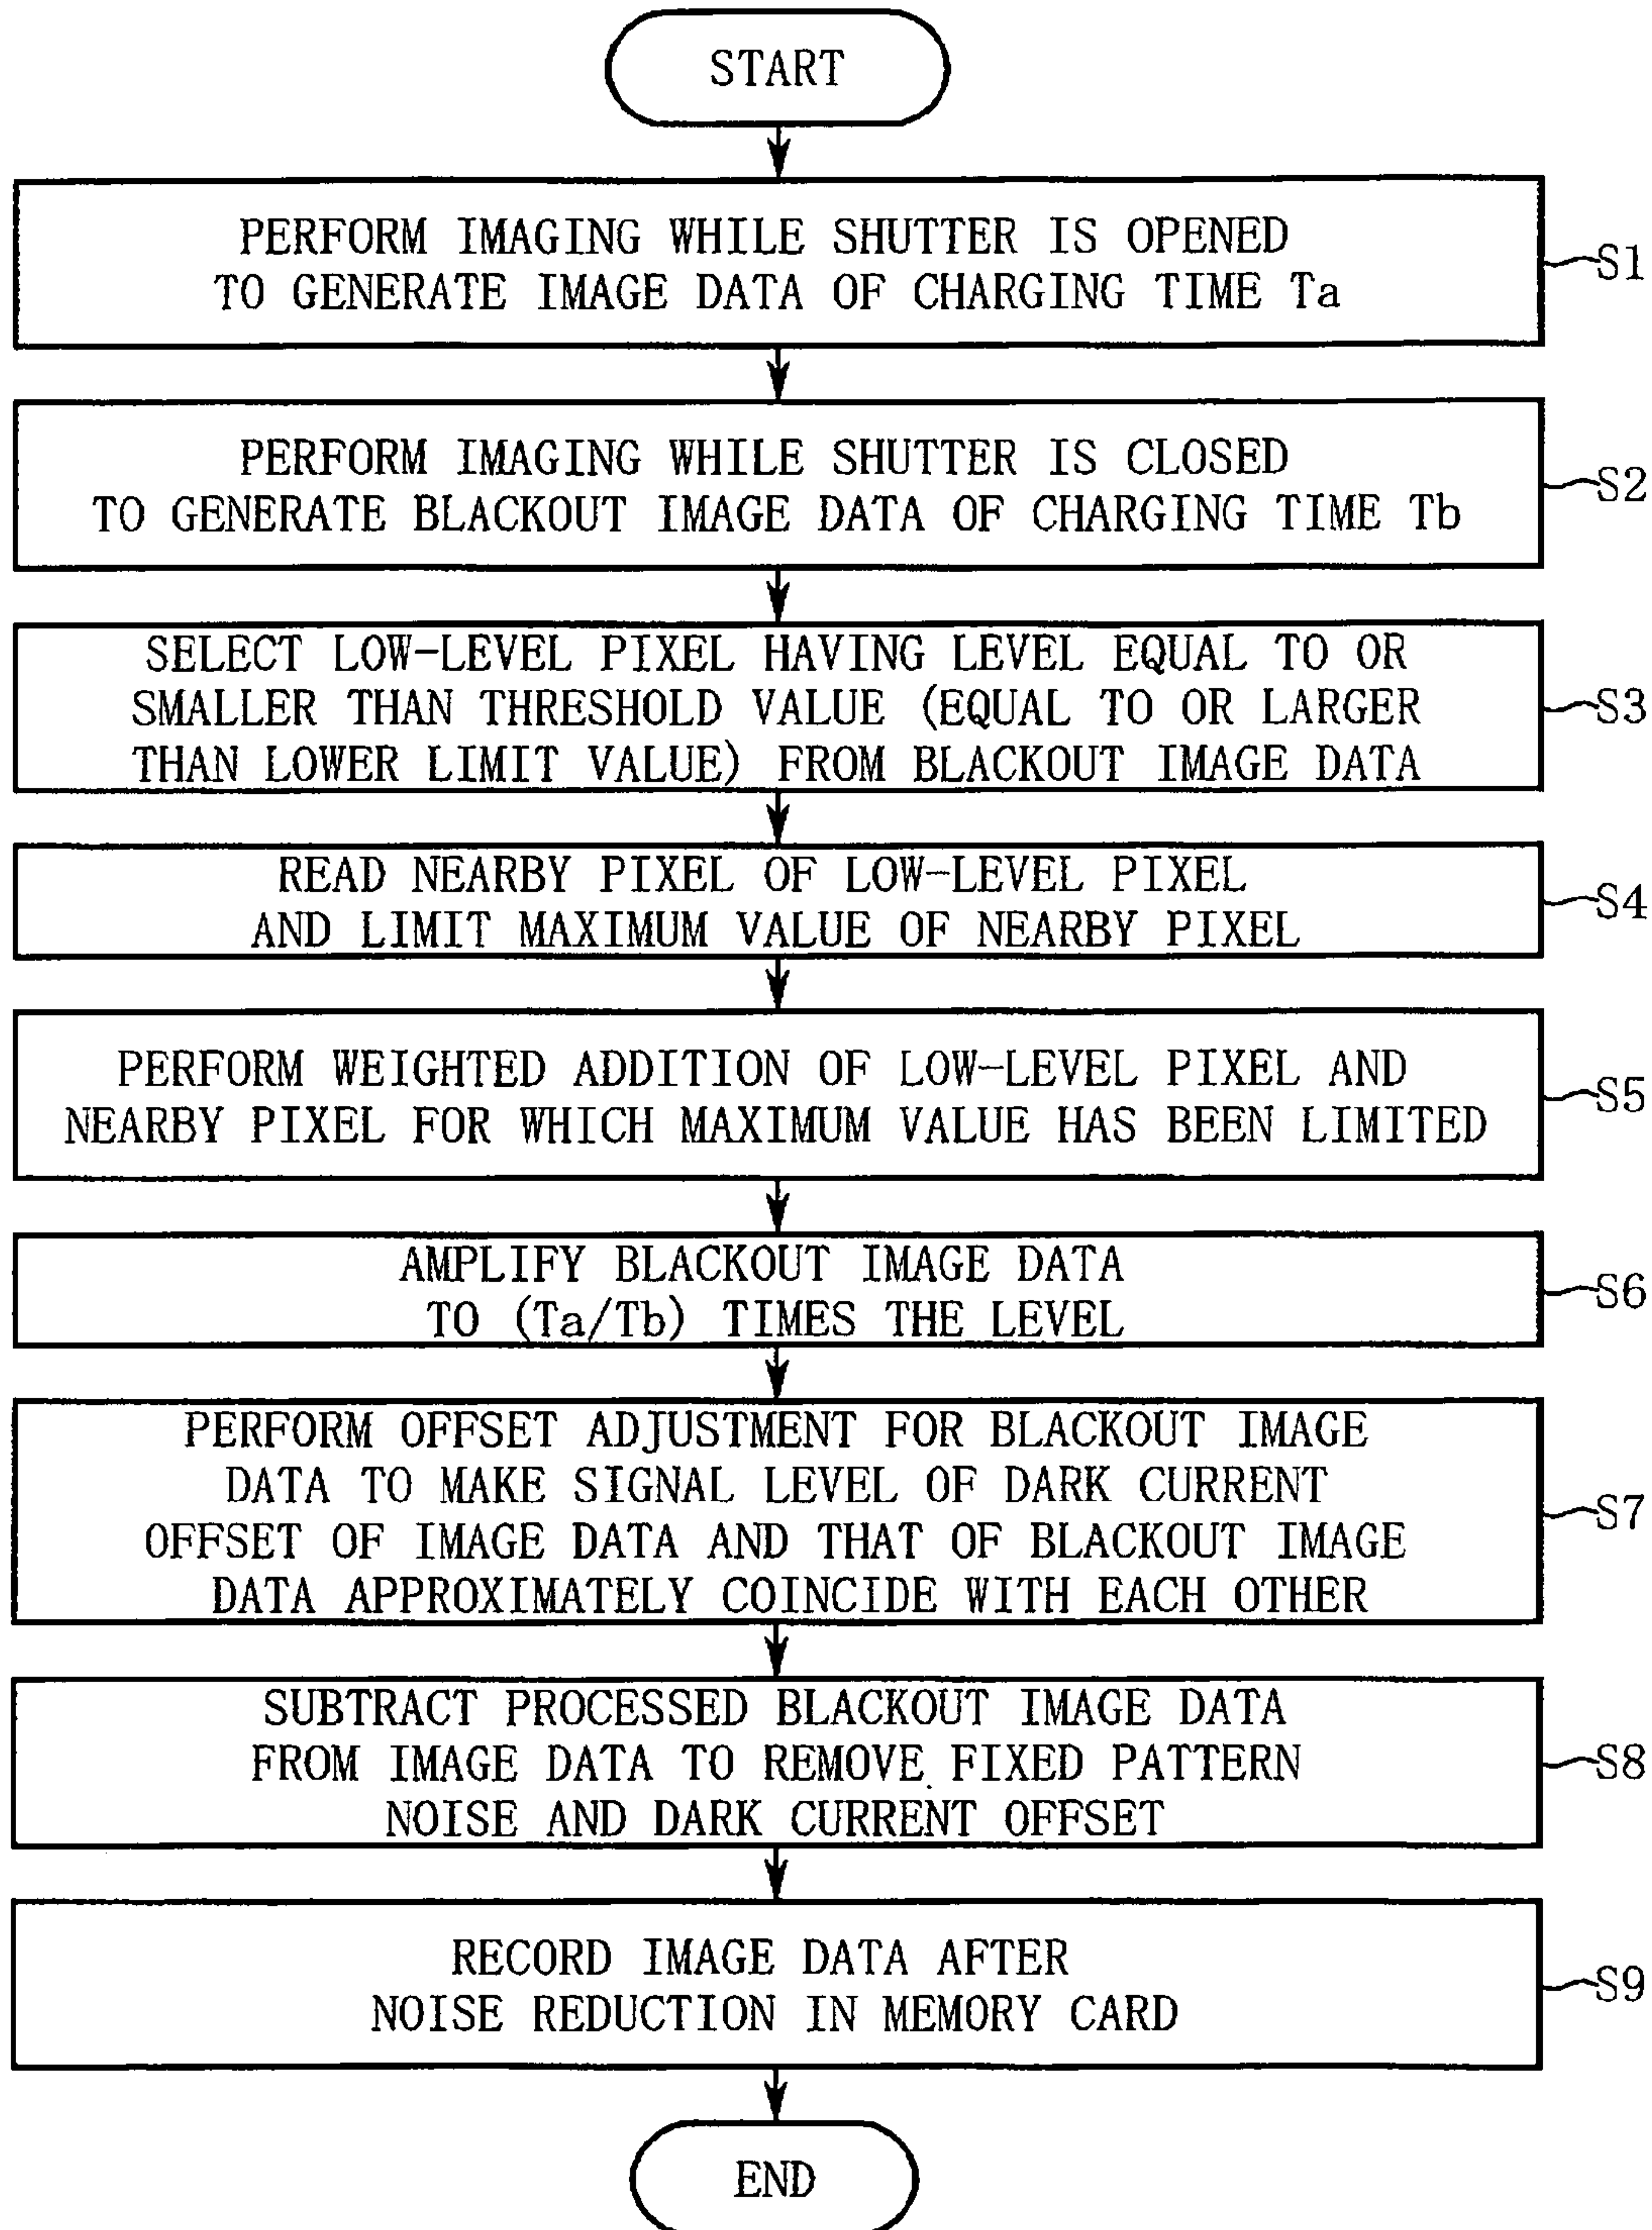 START
PERFORM IMAGING WHILE SHUTTER IS OPENED
TO GENERATE IMAGE DATA OF CHARGING TIME Ta
S1
PERFORM IMAGING WHILE SHUTTER IS CLOSED
TO GENERATE BLACKOUT IMAGE DATA OF CHARGING TIME Tb
S2
SELECT LOW-LEVEL PIXEL HAVING LEVEL EQUAL TO OR
SMALLER THAN THRESHOLD VALUE (EQUAL TO OR LARGER
THAN LOWER LIMIT VALUE) FROM BLACKOUT IMAGE DATA
S3
READ NEARBY PIXEL OF LOW-LEVEL PIXEL
AND LIMIT MAXIMUM VALUE OF NEARBY PIXEL
S4
PERFORM WEIGHTED ADDITION OF LOW-LEVEL PIXEL AND
NEARBY PIXEL FOR WHICH MAXIMUM VALUE HAS BEEN LIMITED
S5
AMPLIFY BLACKOUT IMAGE DATA
TO (Ta/Tb) TIMES THE LEVEL
S6
PERFORM OFFSET ADJUSTMENT FOR BLACKOUT IMAGE
DATA TO MAKE SIGNAL LEVEL OF DARK CURRENT
OFFSET OF IMAGE DATA AND THAT OF BLACKOUT IMAGE
DATA APPROXIMATELY COINCIDE WITH EACH OTHER
S7
SUBTRACT PROCESSED BLACKOUT IMAGE DATA
FROM IMAGE DATA TO REMOVE FIXED PATTERN
NOISE AND DARK CURRENT OFFSET
S8
RECORD IMAGE DATA AFTER
NOISE REDUCTION IN MEMORY CARD
S9
END